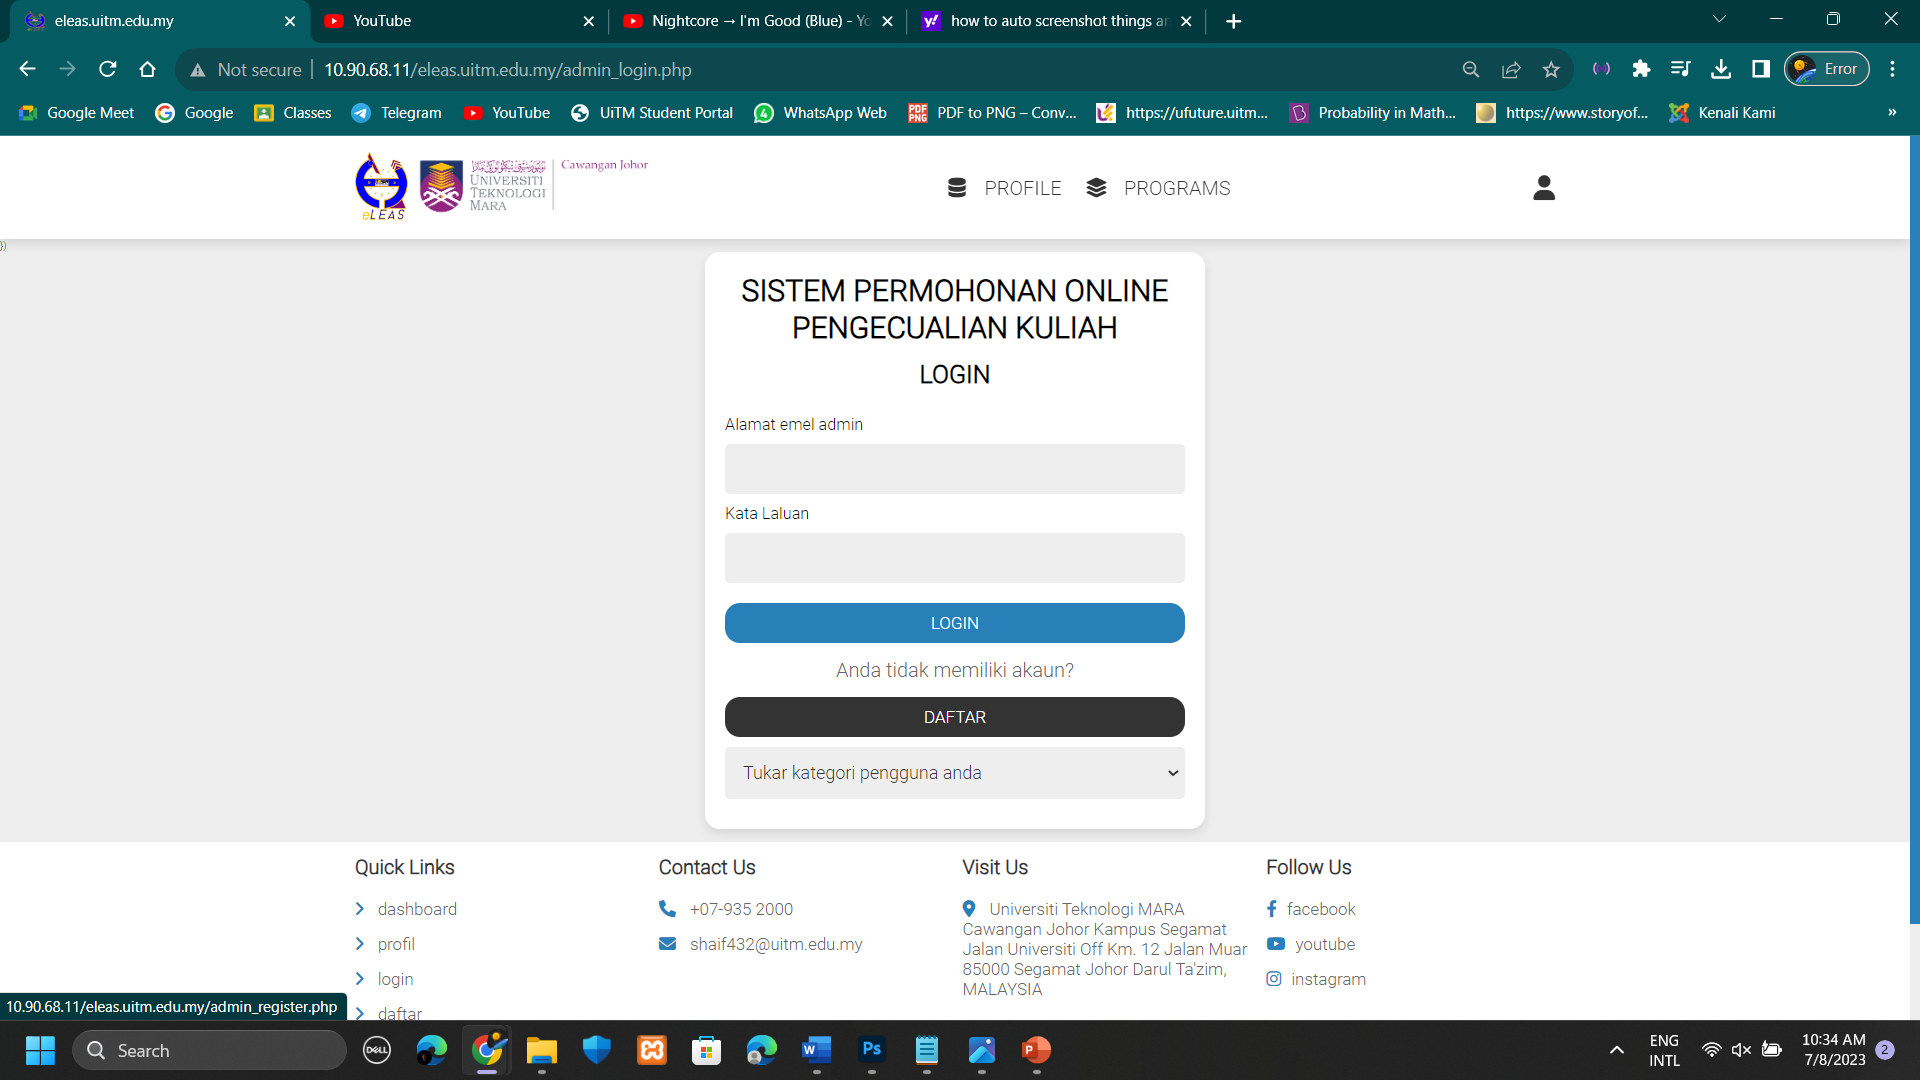 eleas.uitm.edu.my
YouTube
Nightcore → I'm Good (Blue) - Yo
how to auto screenshot things an
Not secure
10.90.68.11/eleas.uitm.edu.my/admin_login.php
Error
Google Meet
Google
Classes
Telegram
YouTube
UiTM Student Portal
WhatsApp Web
PDF to PNG – Conv...
https://ufuture.uitm...
Probability in Math...
https://www.storyof...
Kenali Kami
»
eLEAS
UNIVERSITI
TEKNOLOGI
MARA
Cawangan Johor
PROFILE
PROGRAMS
})
SISTEM PERMOHONAN ONLINE
PENGECUALIAN KULIAH
LOGIN
Alamat emel admin
Kata Laluan
LOGIN
Anda tidak memiliki akaun?
DAFTAR
Tukar kategori pengguna anda
Quick Links
dashboard
profil
login
daftar
Contact Us
+07-935 2000
shaif432@uitm.edu.my
Visit Us
Universiti Teknologi MARA
Cawangan Johor Kampus Segamat
Jalan Universiti Off Km. 12 Jalan Muar
85000 Segamat Johor Darul Ta'zim,
MALAYSIA
Follow Us
facebook
youtube
instagram
10.90.68.11/eleas.uitm.edu.my/admin_register.php
Search
DELL
ENG
INTL
10:34 AM
7/8/2023
2